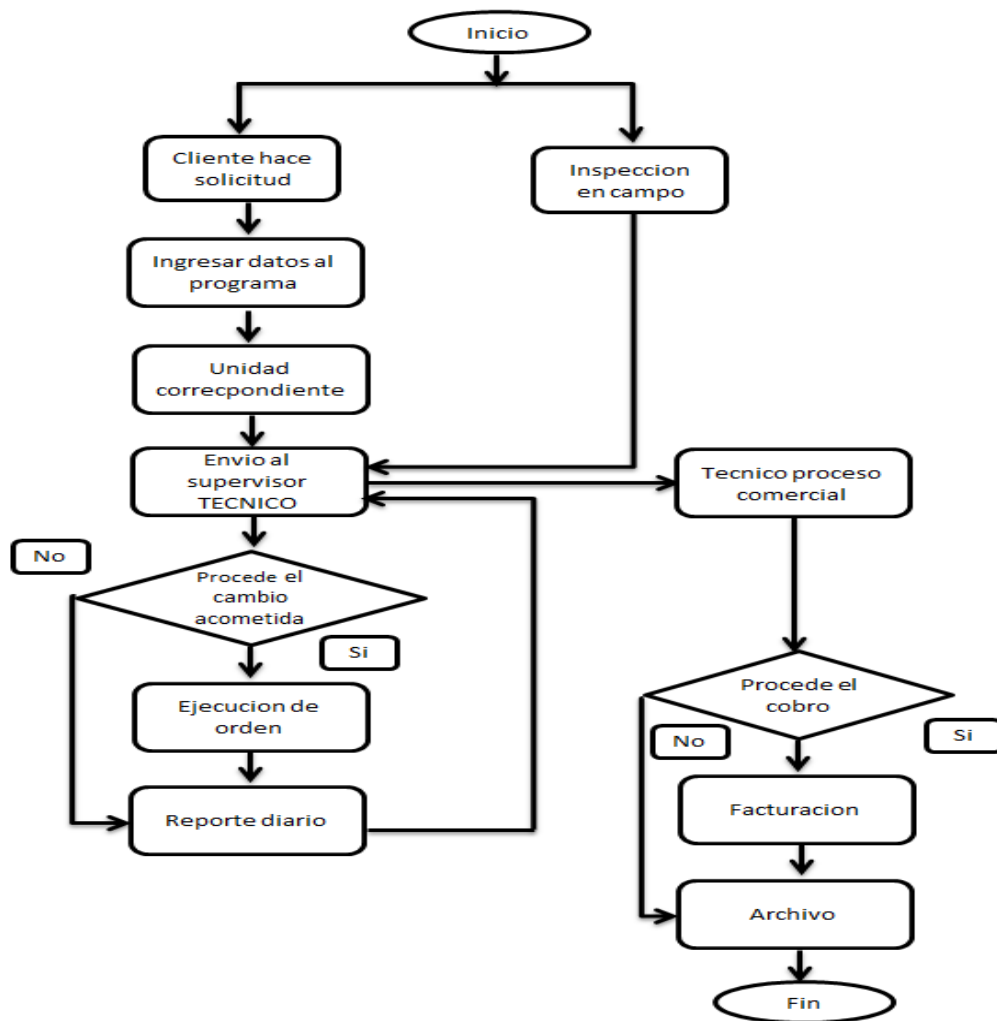 Inicio
Cliente hace
solicitud
Inspeccion
en campo
Ingresar datos al
programa
Unidad
correcpondiente
Envio al
supervisor
TECNICO
Tecnico proceso
comercial
No
Procede el
cambio
acometida
Si
Ejecucion de
orden
Reporte diario
Procede el
cobro
No
Si
Facturacion
Archivo
Fin